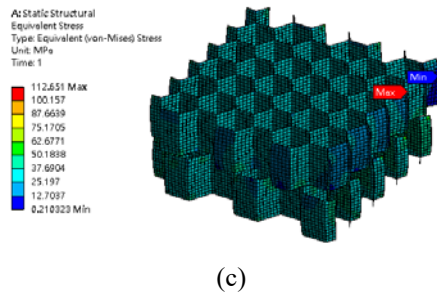 A: Static Structural
Equivalent Stress
Type: Equivalent (von-Mises) Stress
Unit: MPa
Time: 1
112.651 Max
100.157
87.6639
75.1705
62.6771
50.1838
37.6904
25.197
12.7037
0.210323 Min
Min
Max
(c)